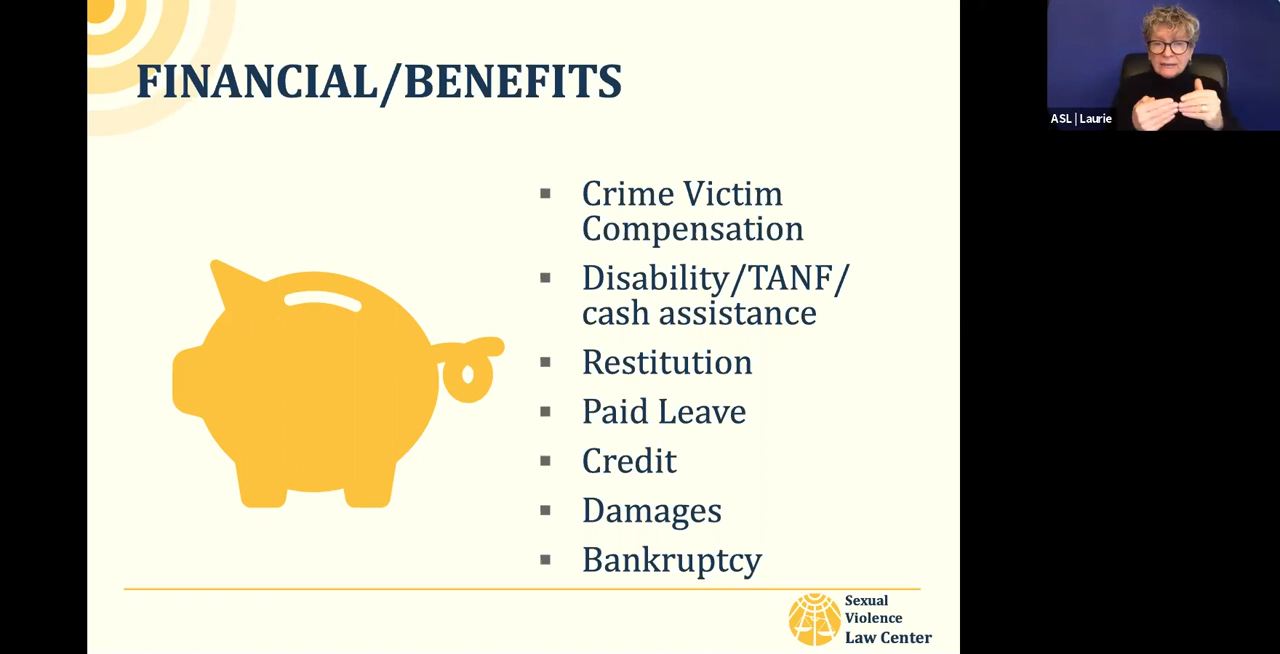 FINANCIAL/BENEFITS
Crime Victim
Compensation
Disability/TANF/
cash assistance
Restitution
Paid Leave
Credit
Damages
Bankruptcy
Sexual
Violence
Law Center
ASL | Laurie